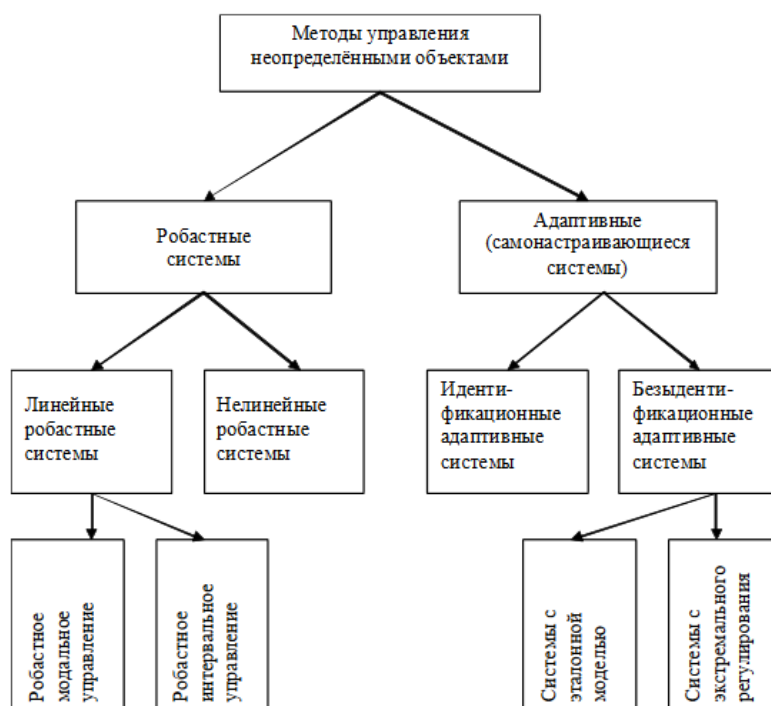 Методы управления
неопределёнными объектами
Робастные
системы
Адаптивные
(самонастраивающиеся
системы)
Линейные
робастные
системы
Нелинейные
робастные
системы
Иденти-
фикационные
адаптивные
системы
Безыденти-
фикационные
адаптивные
системы
Робастное
модальное
управление
Робастное
интервальное
управление
Системы с
эталонной
моделью
Системы с
экстремального
регулирования